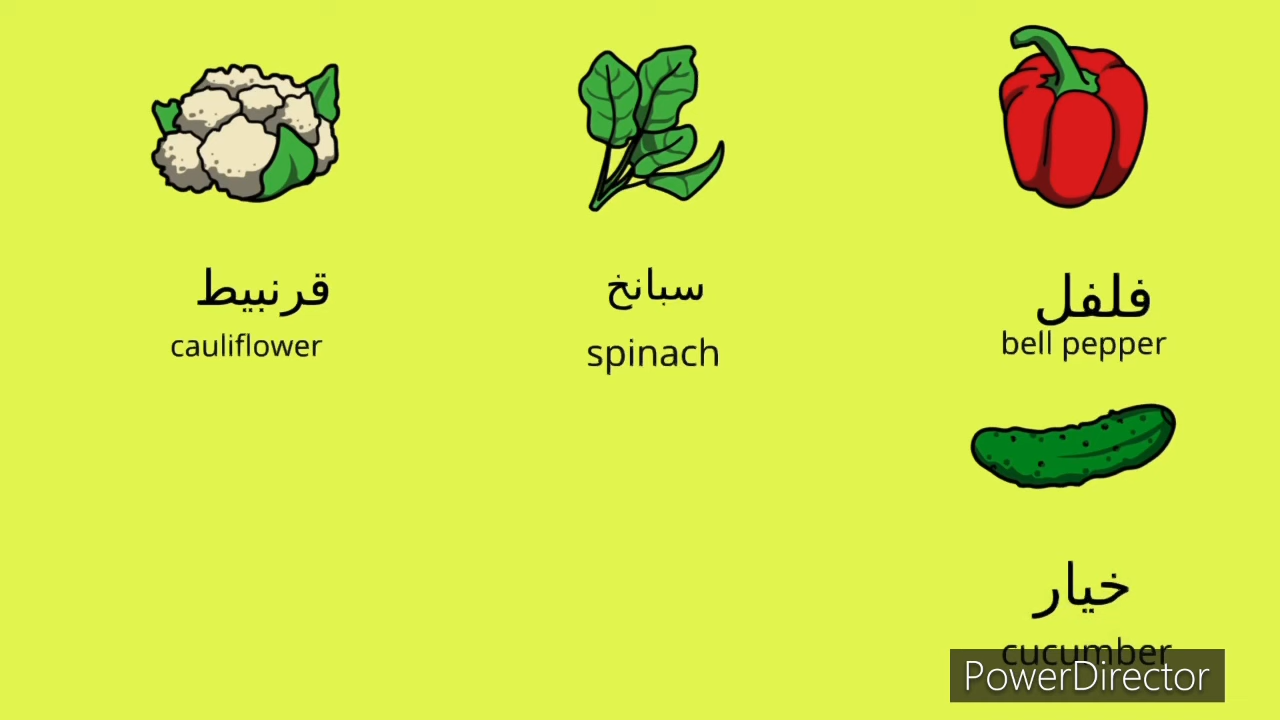 قرنبيط
cauliflower
سبانخ
spinach
فلفل
bell pepper
خيار
cucumber
PowerDirector